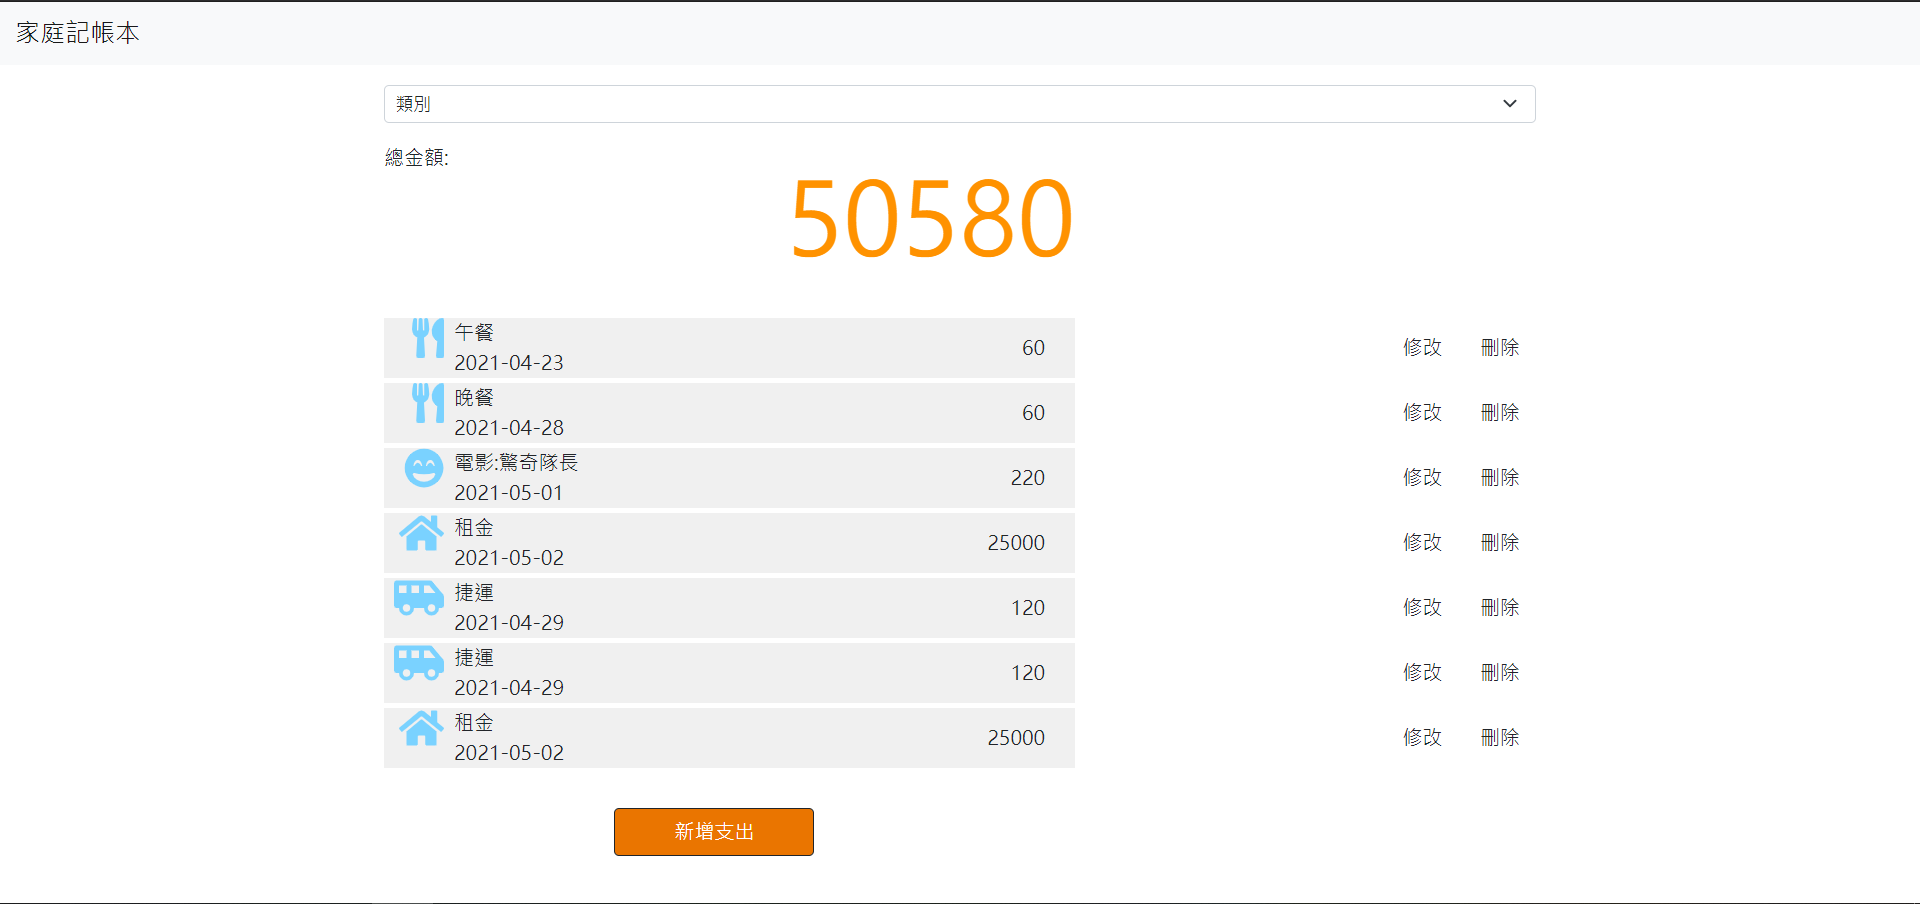 家庭記帳本
類別
總金額:
50580
午餐
2021-04-23
60
修改
刪除
晚餐
2021-04-28
60
修改
刪除
電影:驚奇隊長
2021-05-01
220
修改
刪除
租金
2021-05-02
25000
修改
刪除
捷運
2021-04-29
120
修改
刪除
捷運
2021-04-29
120
修改
刪除
租金
2021-05-02
25000
修改
刪除
新增支出